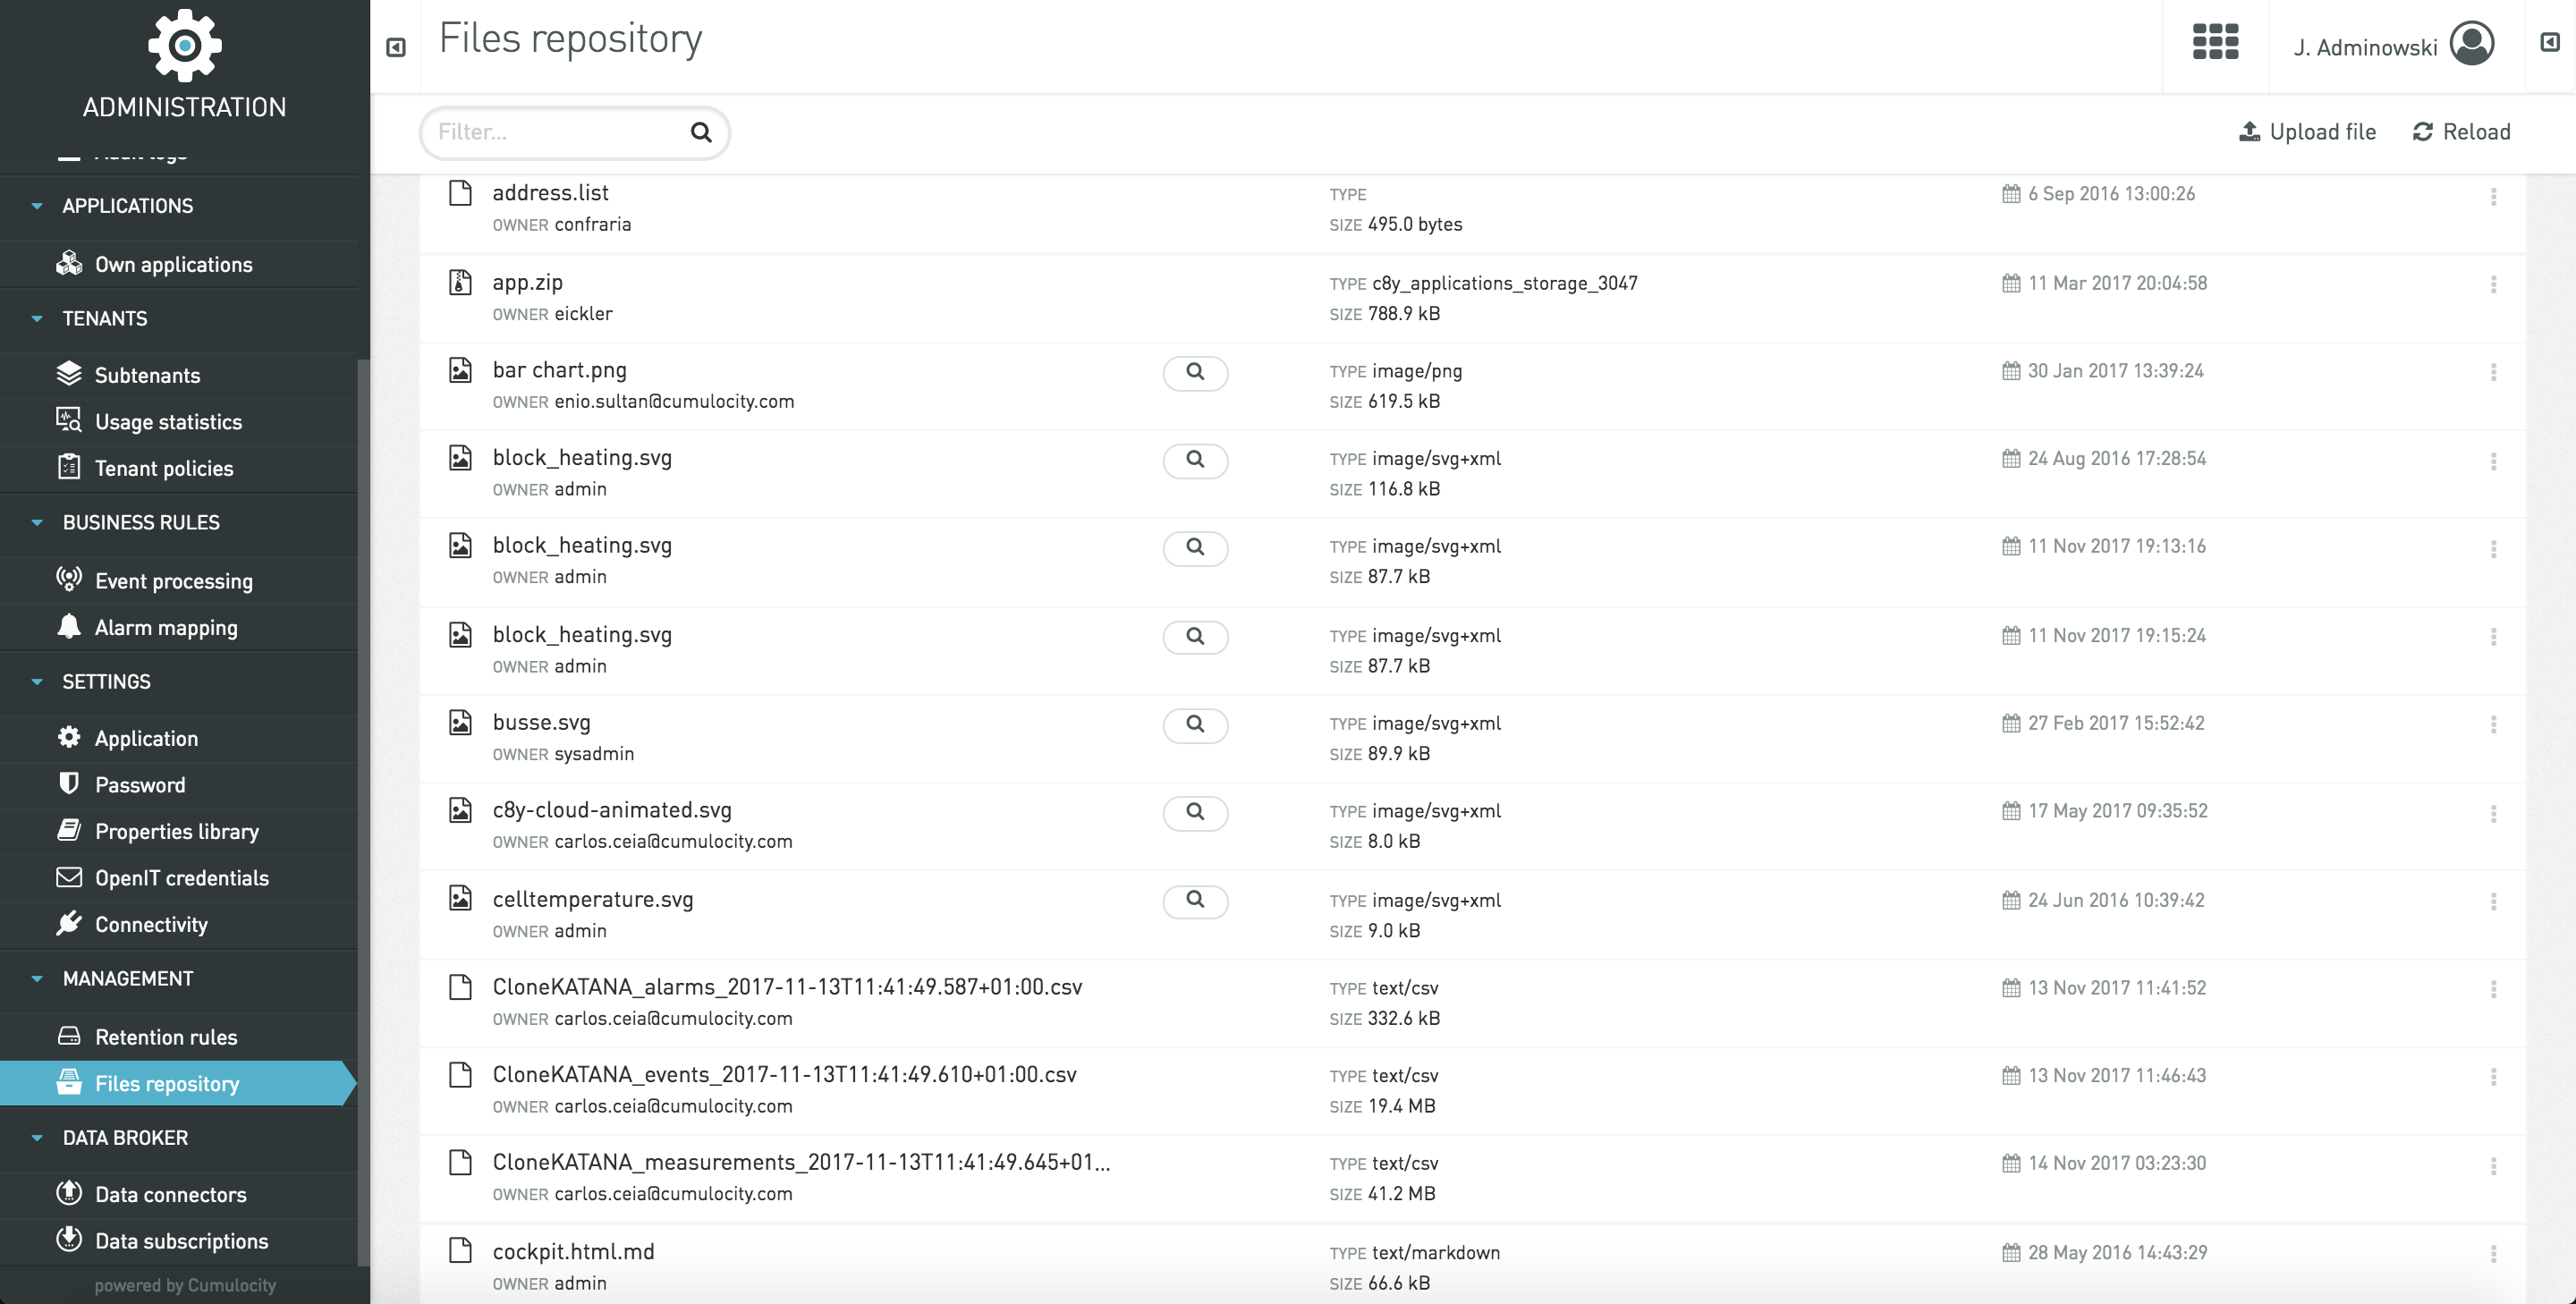 ADMINISTRATION
Audit logs
APPLICATIONS
Own applications
TENANTS
Subtenants
Usage statistics
Tenant policies
BUSINESS RULES
Event processing
Alarm mapping
SETTINGS
Application
Password
Properties library
OpenIT credentials
Connectivity
MANAGEMENT
Retention rules
Files repository
DATA BROKER
Data connectors
Data subscriptions
powered by Cumulocity
Files repository
J. Adminowski
Filter...
Upload file
Reload
address.list TYPE 6 Sep 2016 13:00:26
OWNER confraria SIZE 495.0 bytes
app.zip TYPE c8y_applications_storage_3047 11 Mar 2017 20:04:58
OWNER eickler SIZE 788.9 kB
bar chart.png TYPE image/png 30 Jan 2017 13:39:24
OWNER enio.sultan@cumulocity.com SIZE 619.5 kB
block_heating.svg TYPE image/svg+xml 24 Aug 2016 17:28:54
OWNER admin SIZE 116.8 kB
block_heating.svg TYPE image/svg+xml 11 Nov 2017 19:13:16
OWNER admin SIZE 87.7 kB
block_heating.svg TYPE image/svg+xml 11 Nov 2017 19:15:24
OWNER admin SIZE 87.7 kB
busse.svg TYPE image/svg+xml 27 Feb 2017 15:52:42
OWNER sysadmin SIZE 89.9 kB
c8y-cloud-animated.svg TYPE image/svg+xml 17 May 2017 09:35:52
OWNER carlos.ceia@cumulocity.com SIZE 8.0 kB
celltemperature.svg TYPE image/svg+xml 24 Jun 2016 10:39:42
OWNER admin SIZE 9.0 kB
CloneKATANA_alarms_2017-11-13T11:41:49.587+01:00.csv TYPE text/csv 13 Nov 2017 11:41:52
OWNER carlos.ceia@cumulocity.com SIZE 332.6 kB
CloneKATANA_events_2017-11-13T11:41:49.610+01:00.csv TYPE text/csv 13 Nov 2017 11:46:43
OWNER carlos.ceia@cumulocity.com SIZE 19.4 MB
CloneKATANA_measurements_2017-11-13T11:41:49.645+01... TYPE text/csv 14 Nov 2017 03:23:30
OWNER carlos.ceia@cumulocity.com SIZE 41.2 MB
cockpit.html.md TYPE text/markdown 28 May 2016 14:43:29
OWNER admin SIZE 66.6 kB